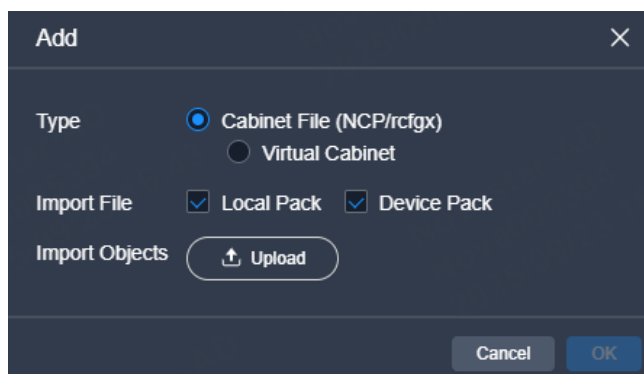 Add
Type
Cabinet File (NCP/rcfgx)
Virtual Cabinet
Import File
Local Pack
Device Pack
Import Objects
Upload
Cancel
OK